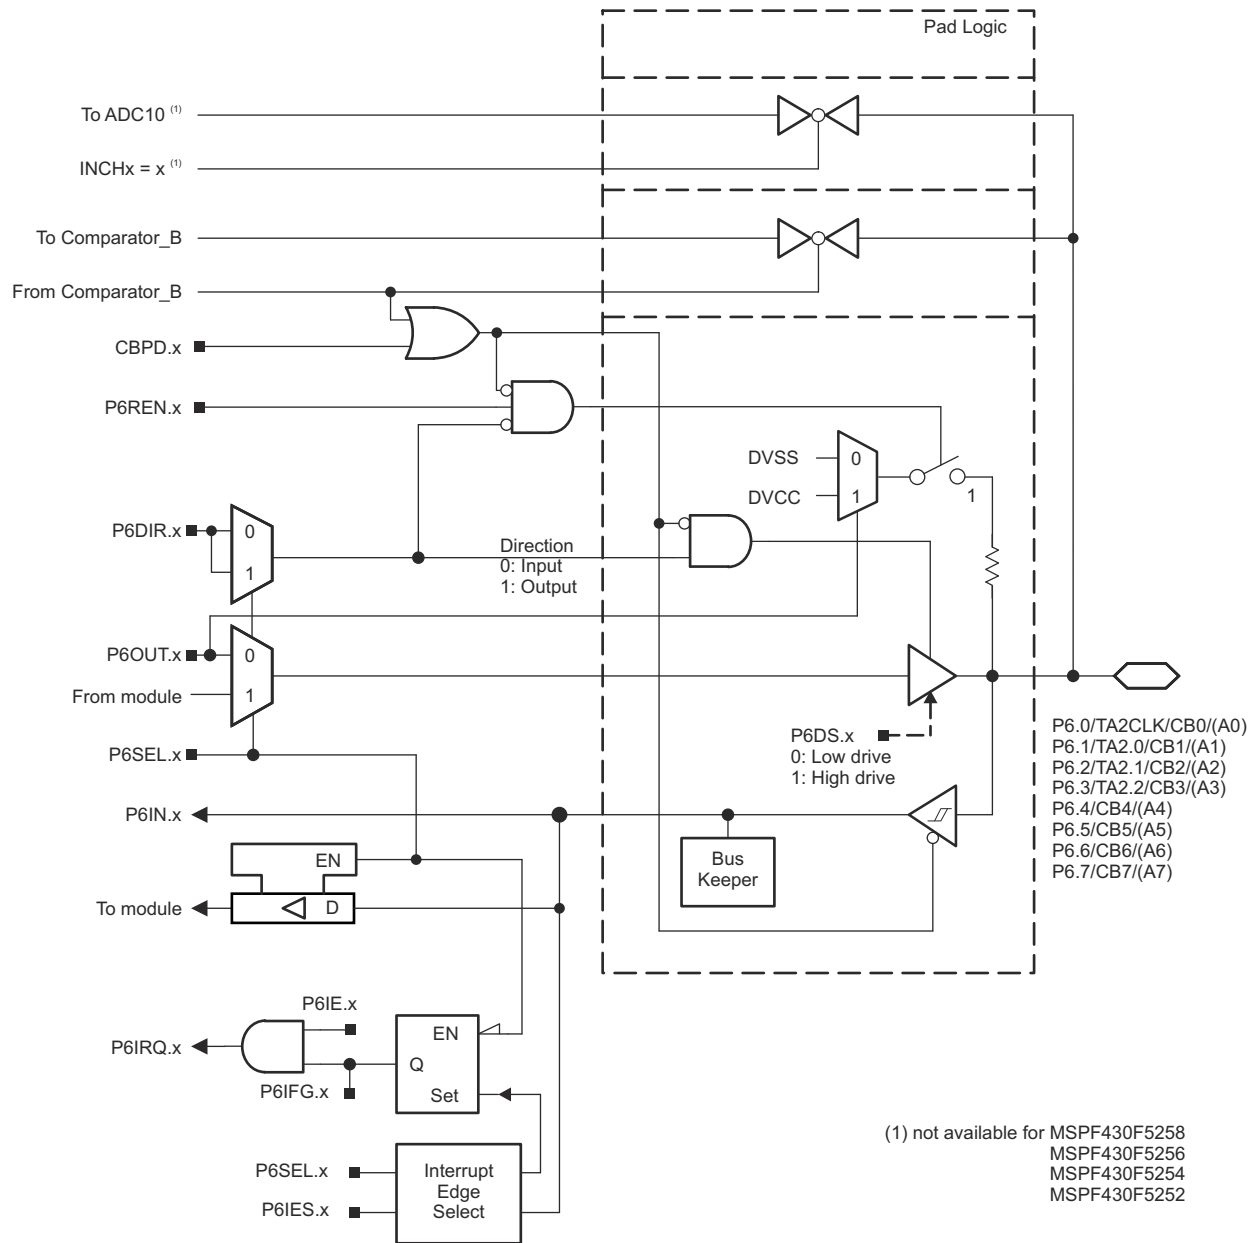 Pad Logic
To ADC10 (1)
INCHx = x (1)
To Comparator_B
From Comparator_B
CBPD.x
P6REN.x
DVSS
0
DVCC
1
1
P6DIR.x
0
1
Direction
0: Input
1: Output
P6OUT.x
0
From module
1
P6SEL.x
P6DS.x
0: Low drive
1: High drive
P6.0/TA2CLK/CB0/(A0)
P6.1/TA2.0/CB1/(A1)
P6.2/TA2.1/CB2/(A2)
P6.3/TA2.2/CB3/(A3)
P6.4/CB4/(A4)
P6.5/CB5/(A5)
P6.6/CB6/(A6)
P6.7/CB7/(A7)
P6IN.x
Bus
Keeper
EN
To module
D
P6IE.x
P6IRQ.x
EN
Q
P6IFG.x
Set
P6SEL.x
P6IES.x
Interrupt
Edge
Select
(1) not available for MSPF430F5258
MSPF430F5256
MSPF430F5254
MSPF430F5252